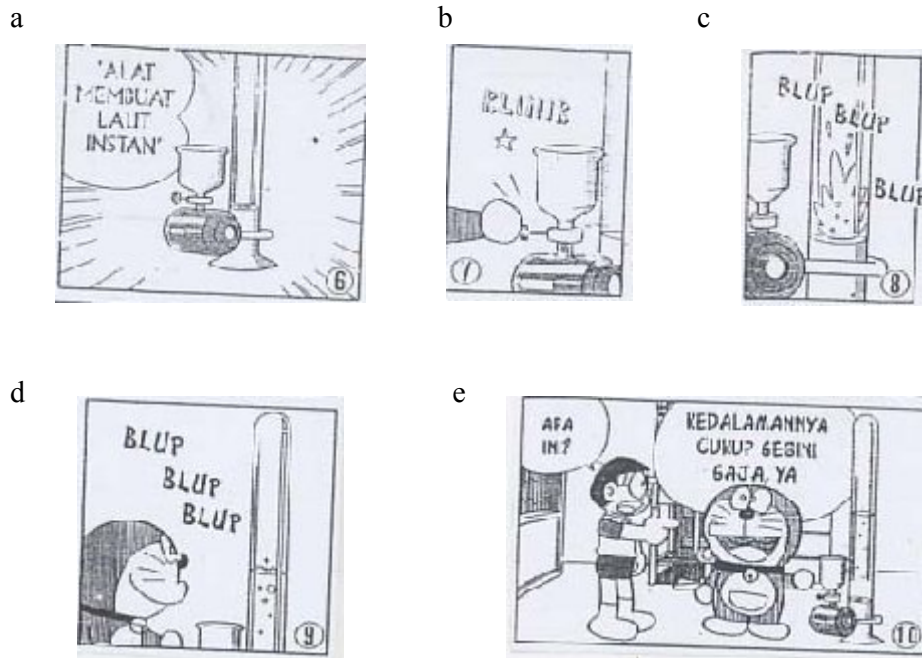 a
b
c
'ALAT
MEMBUAT
LAUT
INSTAN'
6
7
BLUP
BLUP
BLUP
8
d
e
BLUP
BLUP
BLUP
9
APA
INI?
KEDALAMANNYA
CUKUP SEGINI
SAJA, YA
10